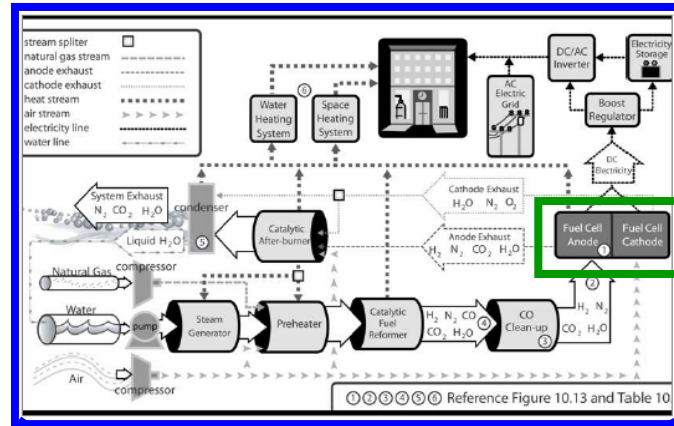 stream spliter
natural gas stream
anode exhaust
cathode exhaust
heat stream
air stream
electricity line
water line
Water
Heating
System
⑥
Space
Heating
System
AC
Electric
Grid
DC/AC
Inverter
Electricity
Storage
Boost
Regulator
DC
Electricity
System Exhaust
N₂ CO₂ H₂O
condenser
⑤
Liquid H₂O
Catalytic
After-burner
Cathode Exhaust
H₂O N₂ O₂
Anode Exhaust
H₂ N₂ CO₂ H₂O
Fuel Cell
Anode
①
Fuel Cell
Cathode
②
Natural Gas
compressor
Water
pump
Steam
Generator
Preheater
Catalytic
Fuel
Reformer
H₂ N₂ CO
CO₂ H₂O
④
CO
Clean-up
③
H₂ N₂
CO₂ H₂O
Air
compressor
①②③④⑤⑥ Reference Figure 10.13 and Table 10